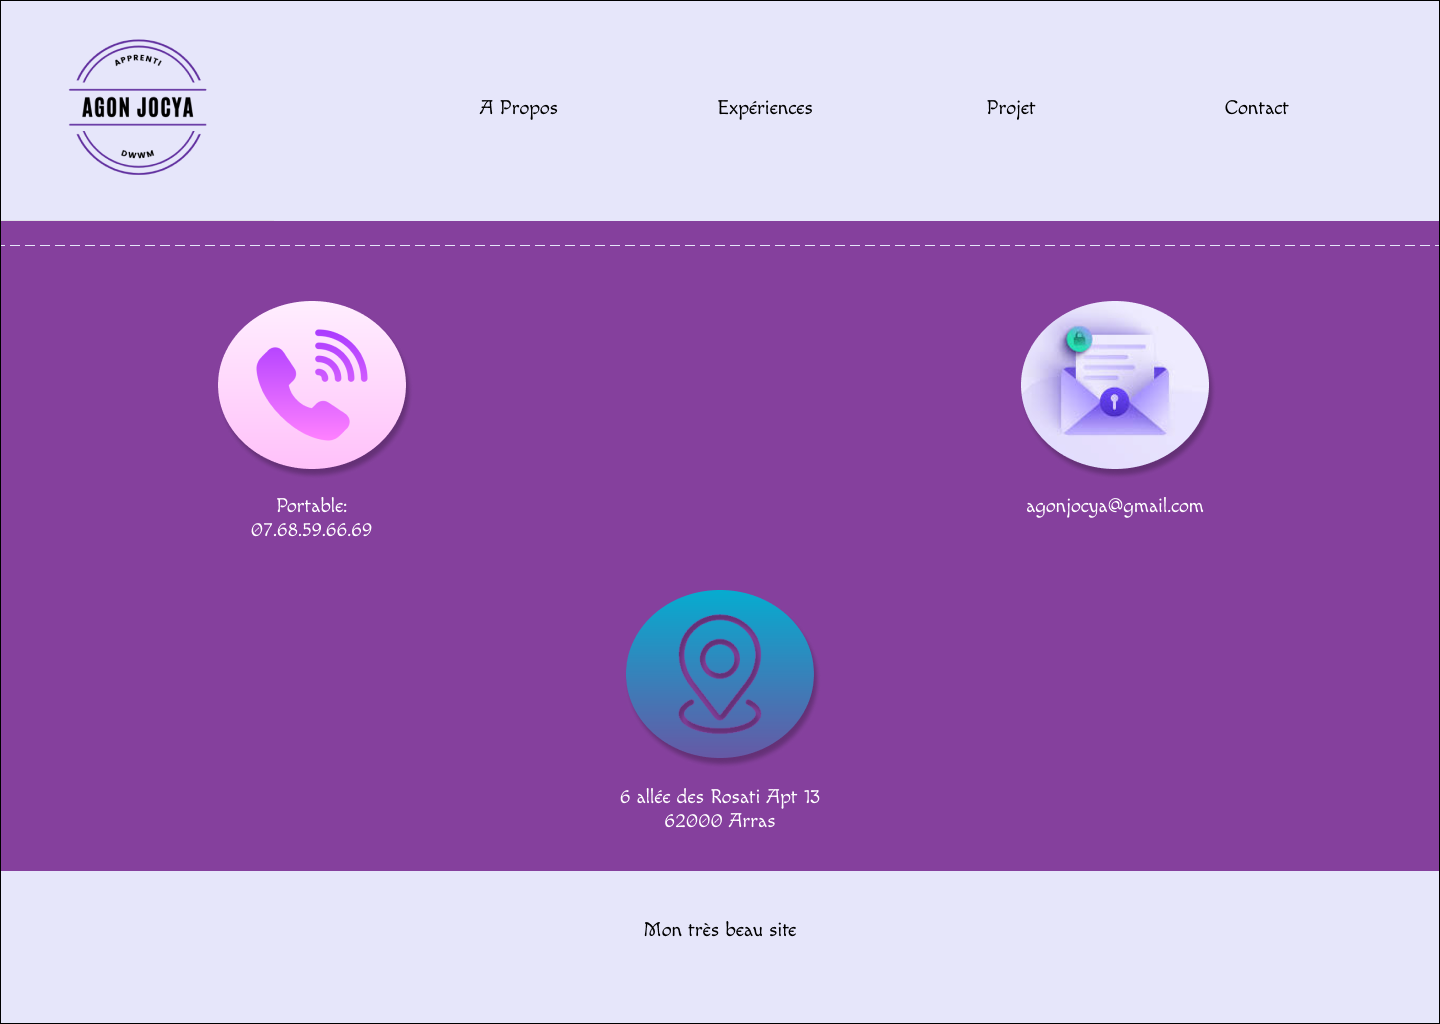 APPRENTI
AGON JOCYA
DWWM
A Propos
Expériences
Projet
Contact
Portable:
07.68.59.66.69
agonjocya@gmail.com
6 allée des Rosati Apt 13
62000 Arras
Mon très beau site